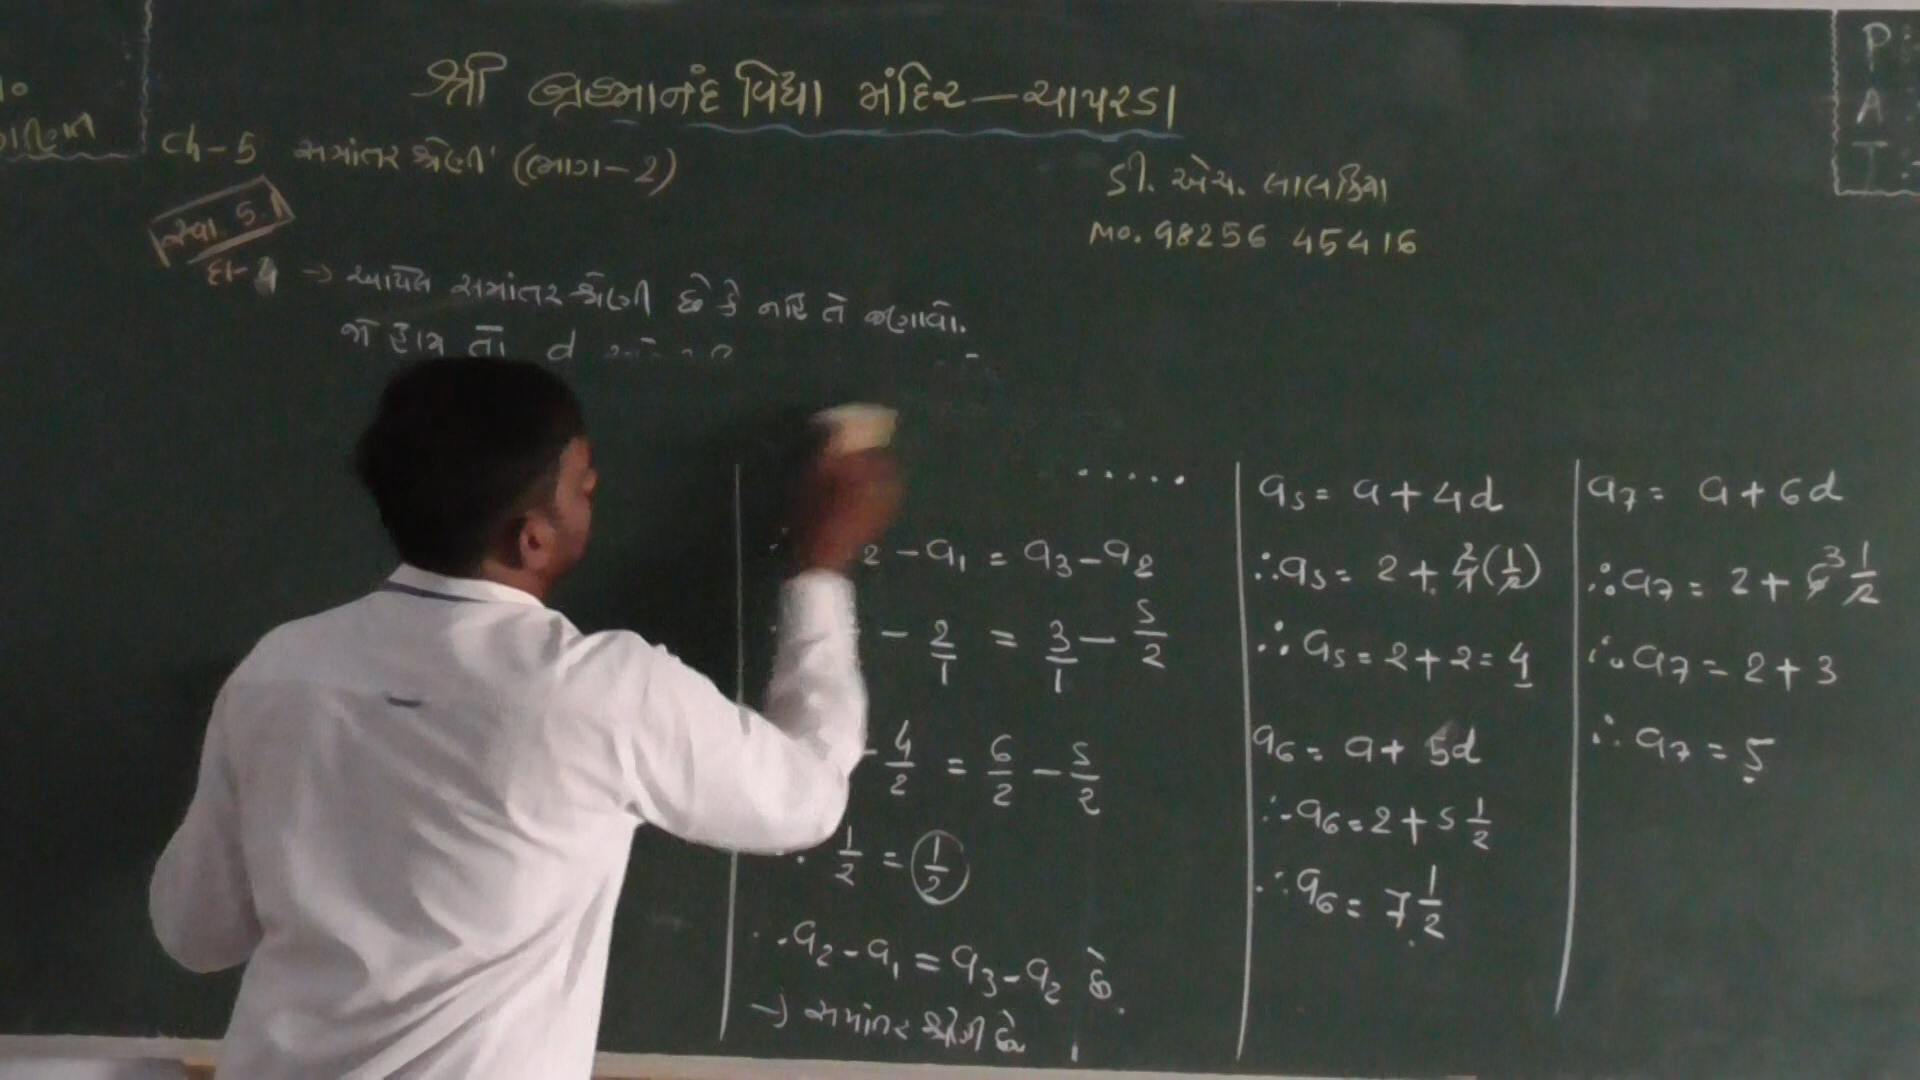 શ્રી બ્રહ્માનંદ વિદ્યા મંદિર – ચાપરડા
Ch-5 સમાંતર શ્રેણી (ભાગ-2)
ડી. એચ. લાલકિયા
Mo. 98256 45416
સ્વા. 5.1
દા-4 → આપેલ સમાંતર શ્રેણી છે કે નહિ તે જણાવો.
જો હોય તો d
.....
2 - a₁ = a₃ - a₂
- 2/1 = 3/1 - 5/2
- 4/2 = 6/2 - 5/2
1/2 = 1/2
∴ a₂ - a₁ = a₃ - a₂ છે.
→ સમાંતર શ્રેણી છે
a₅ = a + 4d
∴ a₅ = 2 + 4 2 (1/2)
∴ a₅ = 2 + 2 = 4
a₆ = a + 5d
∴ a₆ = 2 + 5 1/2
∴ a₆ = 7 1/2
a₇ = a + 6d
∴ a₇ = 2 + 6 3 1/2
∴ a₇ = 2 + 3
∴ a₇ = 5
P :
A :
T :